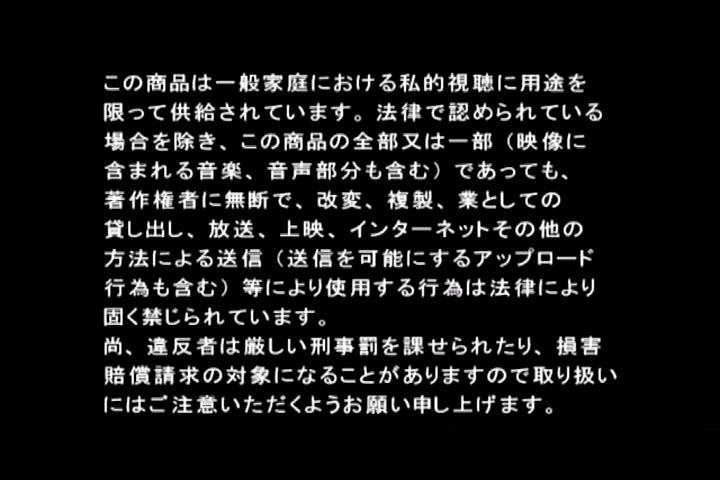 この商品は一般家庭における私的視聴に用途を
限って供給されています。法律で認められている
場合を除き、この商品の全部又は一部（映像に
含まれる音楽、音声部分も含む）であっても、
著作権者に無断で、改変、複製、業としての
貸し出し、放送、上映、インターネットその他の
方法による送信（送信を可能にするアップロード
行為も含む）等により使用する行為は法律により
固く禁じられています。
尚、違反者は厳しい刑事罰を課せられたり、損害
賠償請求の対象になることがありますので取り扱い
にはご注意いただくようお願い申し上げます。